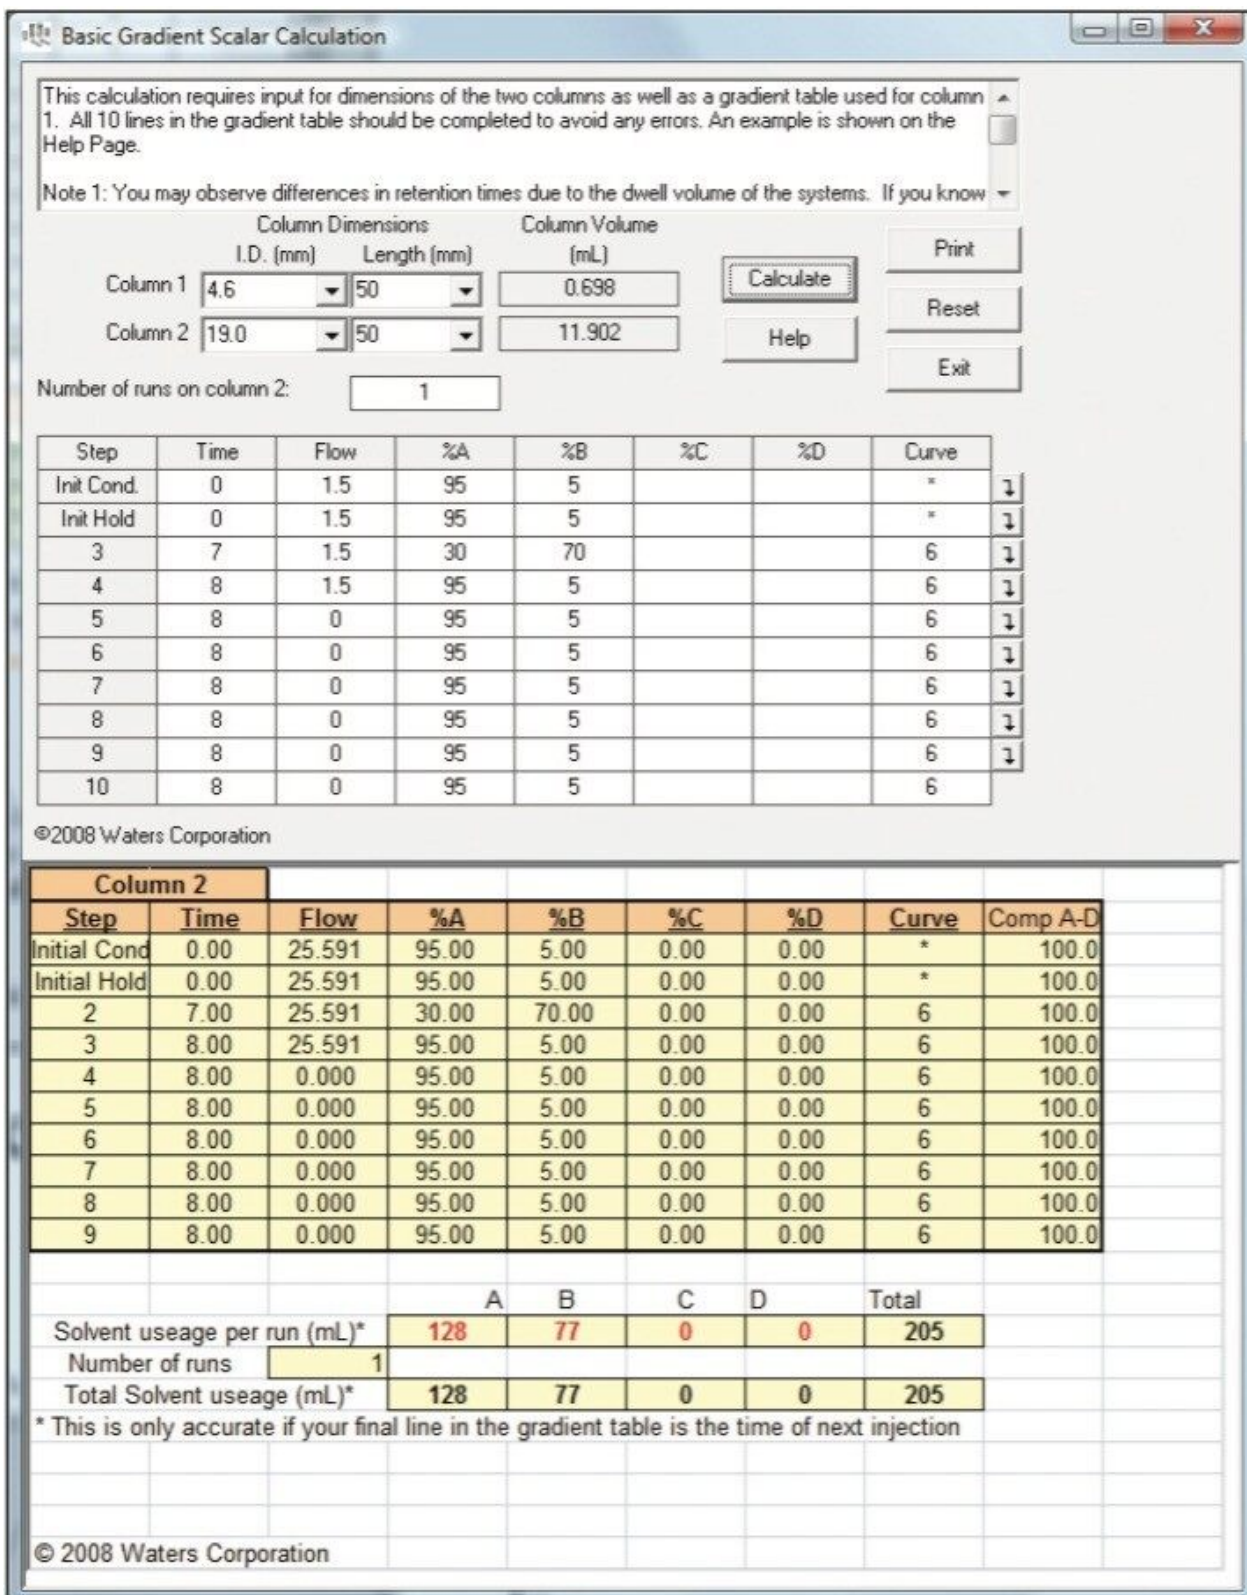 Basic Gradient Scalar Calculation
This calculation requires input for dimensions of the two columns as well as a gradient table used for column
1. All 10 lines in the gradient table should be completed to avoid any errors. An example is shown on the
Help Page.
Note 1: You may observe differences in retention times due to the dwell volume of the systems. If you know
Column Dimensions Column Volume
I.D. (mm) Length (mm) (mL) Print
Column 1 4.6 50 0.698 Calculate
Reset
Column 2 19.0 50 11.902 Help
Exit
Number of runs on column 2: 1
Step Time Flow %A %B %C %D Curve
Init Cond. 0 1.5 95 5 *
Init Hold 0 1.5 95 5 *
3 7 1.5 30 70 6
4 8 1.5 95 5 6
5 8 0 95 5 6
6 8 0 95 5 6
7 8 0 95 5 6
8 8 0 95 5 6
9 8 0 95 5 6
10 8 0 95 5 6
©2008 Waters Corporation
Column 2
Step Time Flow %A %B %C %D Curve Comp A-D
Initial Cond 0.00 25.591 95.00 5.00 0.00 0.00 * 100.0
Initial Hold 0.00 25.591 95.00 5.00 0.00 0.00 * 100.0
2 7.00 25.591 30.00 70.00 0.00 0.00 6 100.0
3 8.00 25.591 95.00 5.00 0.00 0.00 6 100.0
4 8.00 0.000 95.00 5.00 0.00 0.00 6 100.0
5 8.00 0.000 95.00 5.00 0.00 0.00 6 100.0
6 8.00 0.000 95.00 5.00 0.00 0.00 6 100.0
7 8.00 0.000 95.00 5.00 0.00 0.00 6 100.0
8 8.00 0.000 95.00 5.00 0.00 0.00 6 100.0
9 8.00 0.000 95.00 5.00 0.00 0.00 6 100.0
A B C D Total
Solvent useage per run (mL)* 128 77 0 0 205
Number of runs 1
Total Solvent useage (mL)* 128 77 0 0 205
* This is only accurate if your final line in the gradient table is the time of next injection
© 2008 Waters Corporation